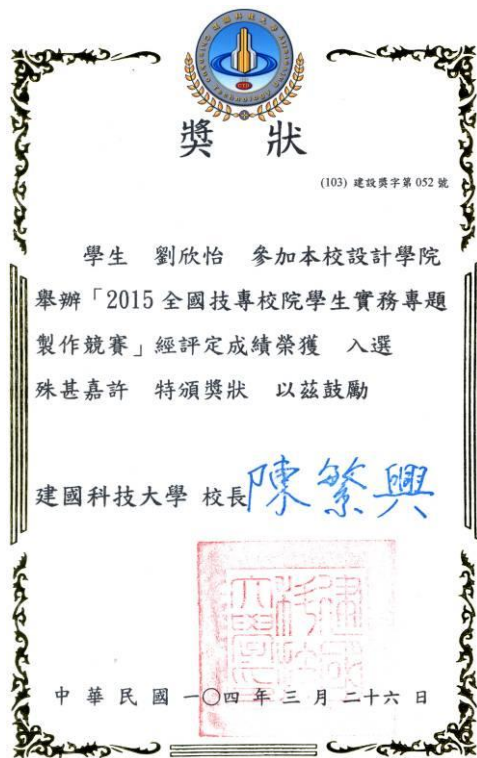 獎狀
(103) 建設獎字第 052 號
學生 劉欣怡 參加本校設計學院
舉辦「2015 全國技專校院學生實務專題
製作競賽」經評定成績榮獲 入選
殊甚嘉許 特頒獎狀 以茲鼓勵
建國科技大學 校長 陳繁興
中華民國一〇四年三月二十六日